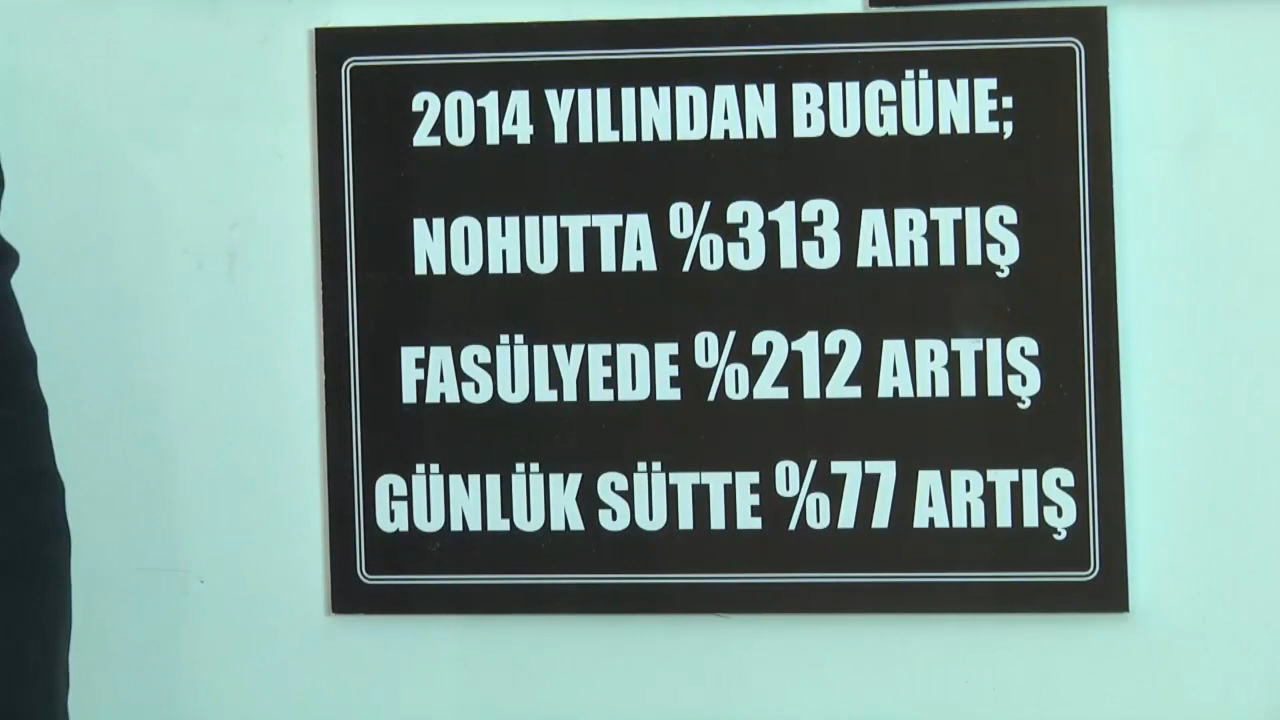 2014 YILINDAN BUGÜNE;
NOHUTTA %313 ARTIŞ
FASÜLYEDE %212 ARTIŞ
GÜNLÜK SÜTTE %77 ARTIŞ